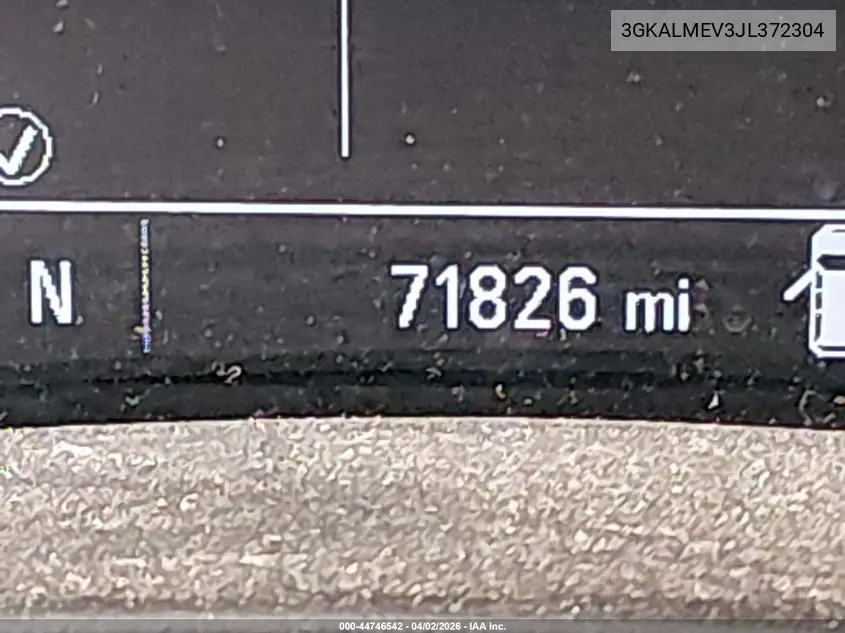 3GKALMEV3JL372304
N
71826 mi
000-44746542 - 04/02/2026 - IAA Inc.